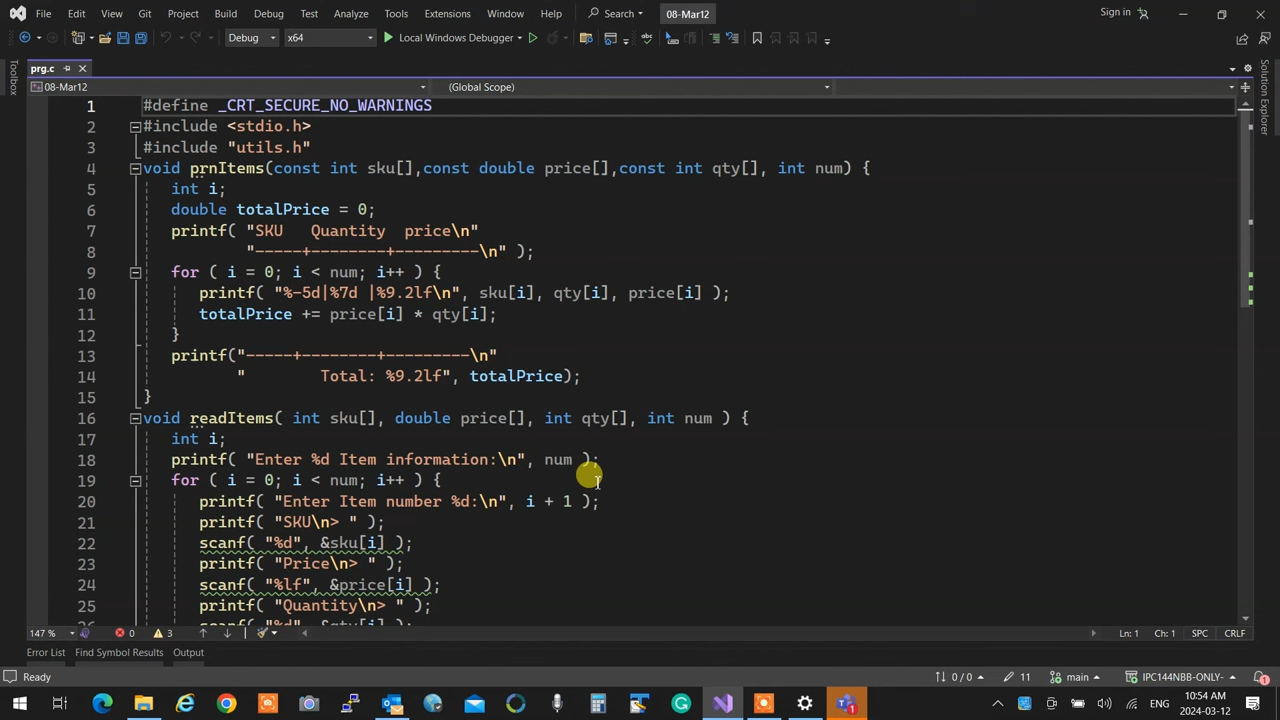 File Edit View Git Project Build Debug Test Analyze Tools Extensions Window Help Search 08-Mar12 Sign in
Debug x64 Local Windows Debugger
prg.c
08-Mar12 (Global Scope)
Toolbox
Solution Explorer
1 #define _CRT_SECURE_NO_WARNINGS
2 #include <stdio.h>
3 #include "utils.h"
4 void prnItems(const int sku[],const double price[],const int qty[], int num) {
5 int i;
6 double totalPrice = 0;
7 printf( "SKU   Quantity  price\n"
8 "-----+--------+---------\n" );
9 for ( i = 0; i < num; i++ ) {
10 printf( "%-5d|%7d |%9.2lf\n", sku[i], qty[i], price[i] );
11 totalPrice += price[i] * qty[i];
12 }
13 printf("-----+--------+---------\n"
14 "        Total: %9.2lf", totalPrice);
15 }
16 void readItems( int sku[], double price[], int qty[], int num ) {
17 int i;
18 printf( "Enter %d Item information:\n", num );
19 for ( i = 0; i < num; i++ ) {
20 printf( "Enter Item number %d:\n", i + 1 );
21 printf( "SKU\n> " );
22 scanf( "%d", &sku[i] );
23 printf( "Price\n> " );
24 scanf( "%lf", &price[i] );
25 printf( "Quantity\n> " );
26 scanf( "%d", &qty[i] );
147 % 0 3 Ln: 1 Ch: 1 SPC CRLF
Error List Find Symbol Results Output
Ready 0 / 0 11 main IPC144NBB-ONLY- 1
ENG 10:54 AM
2024-03-12